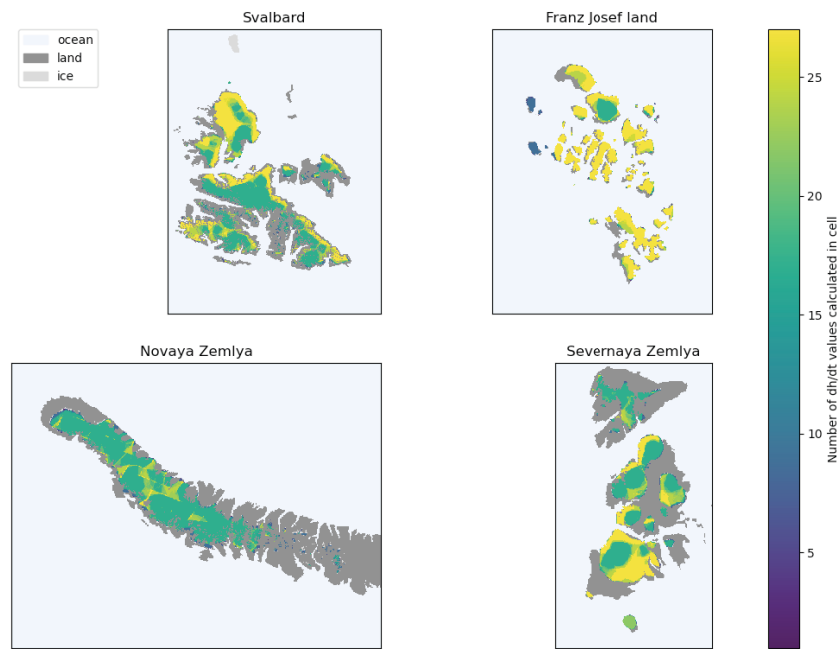 Svalbard
Franz Josef land
ocean
land
ice
Novaya Zemlya
Severnaya Zemlya
25
20
15
10
5
Number of dh/dt values calculated in cell